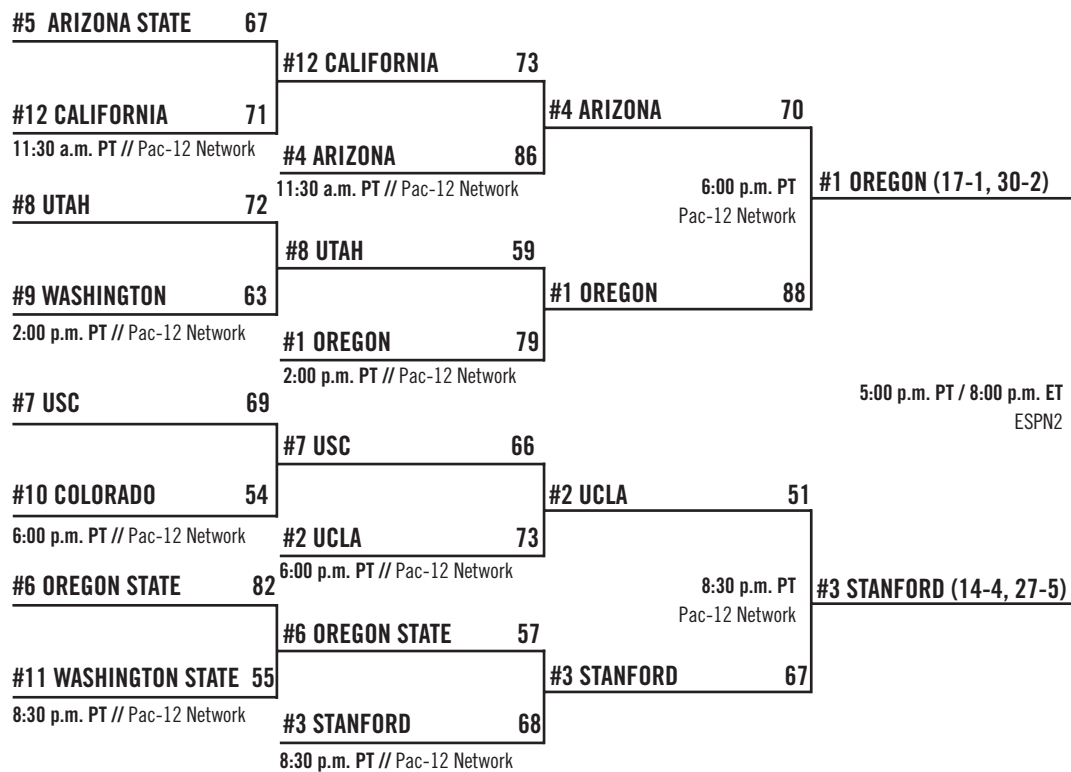 #5 ARIZONA STATE 67
#12 CALIFORNIA 71
11:30 a.m. PT // Pac-12 Network
#8 UTAH 72
#9 WASHINGTON 63
2:00 p.m. PT // Pac-12 Network
#7 USC 69
#10 COLORADO 54
6:00 p.m. PT // Pac-12 Network
#6 OREGON STATE 82
#11 WASHINGTON STATE 55
8:30 p.m. PT // Pac-12 Network
#12 CALIFORNIA 73
#4 ARIZONA 86
11:30 a.m. PT // Pac-12 Network
#8 UTAH 59
#1 OREGON 79
2:00 p.m. PT // Pac-12 Network
#7 USC 66
#2 UCLA 73
6:00 p.m. PT // Pac-12 Network
#6 OREGON STATE 57
#3 STANFORD 68
8:30 p.m. PT // Pac-12 Network
#4 ARIZONA 70
6:00 p.m. PT
Pac-12 Network
#1 OREGON 88
#2 UCLA 51
8:30 p.m. PT
Pac-12 Network
#3 STANFORD 67
#1 OREGON (17-1, 30-2)
5:00 p.m. PT / 8:00 p.m. ET
ESPN2
#3 STANFORD (14-4, 27-5)